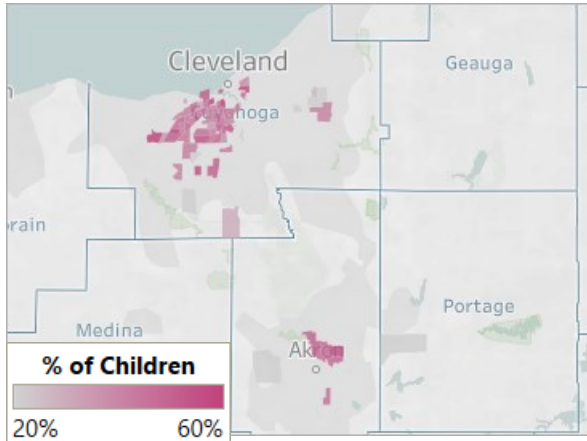 Cleveland
Geauga
Cuyahoga
rain
Portage
Medina
Akron
% of Children
20% 60%